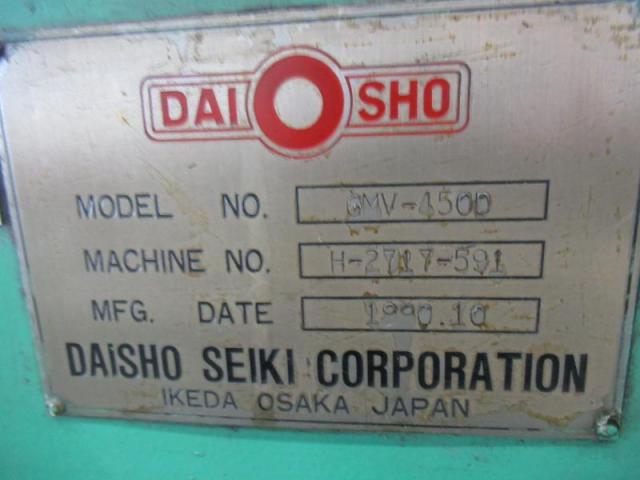 DAI SHO
MODEL NO. GMV-450D
MACHINE NO. H-2717-591
MFG. DATE 1990.10
DAiSHO SEIKI CORPORATION
IKEDA OSAKA JAPAN